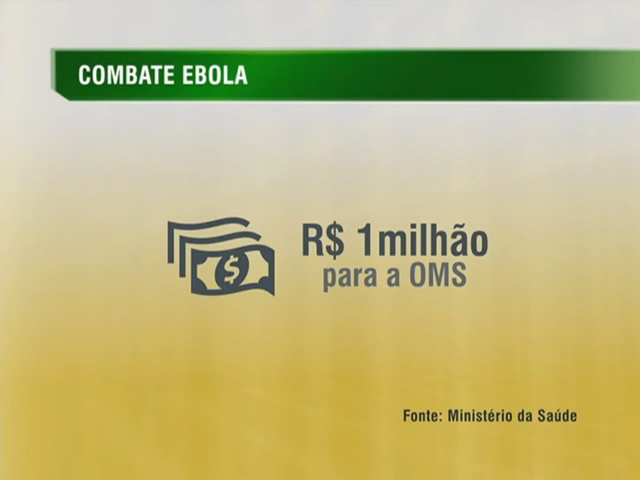 COMBATE EBOLA
R$ 1milhão
para a OMS
Fonte: Ministério da Saúde